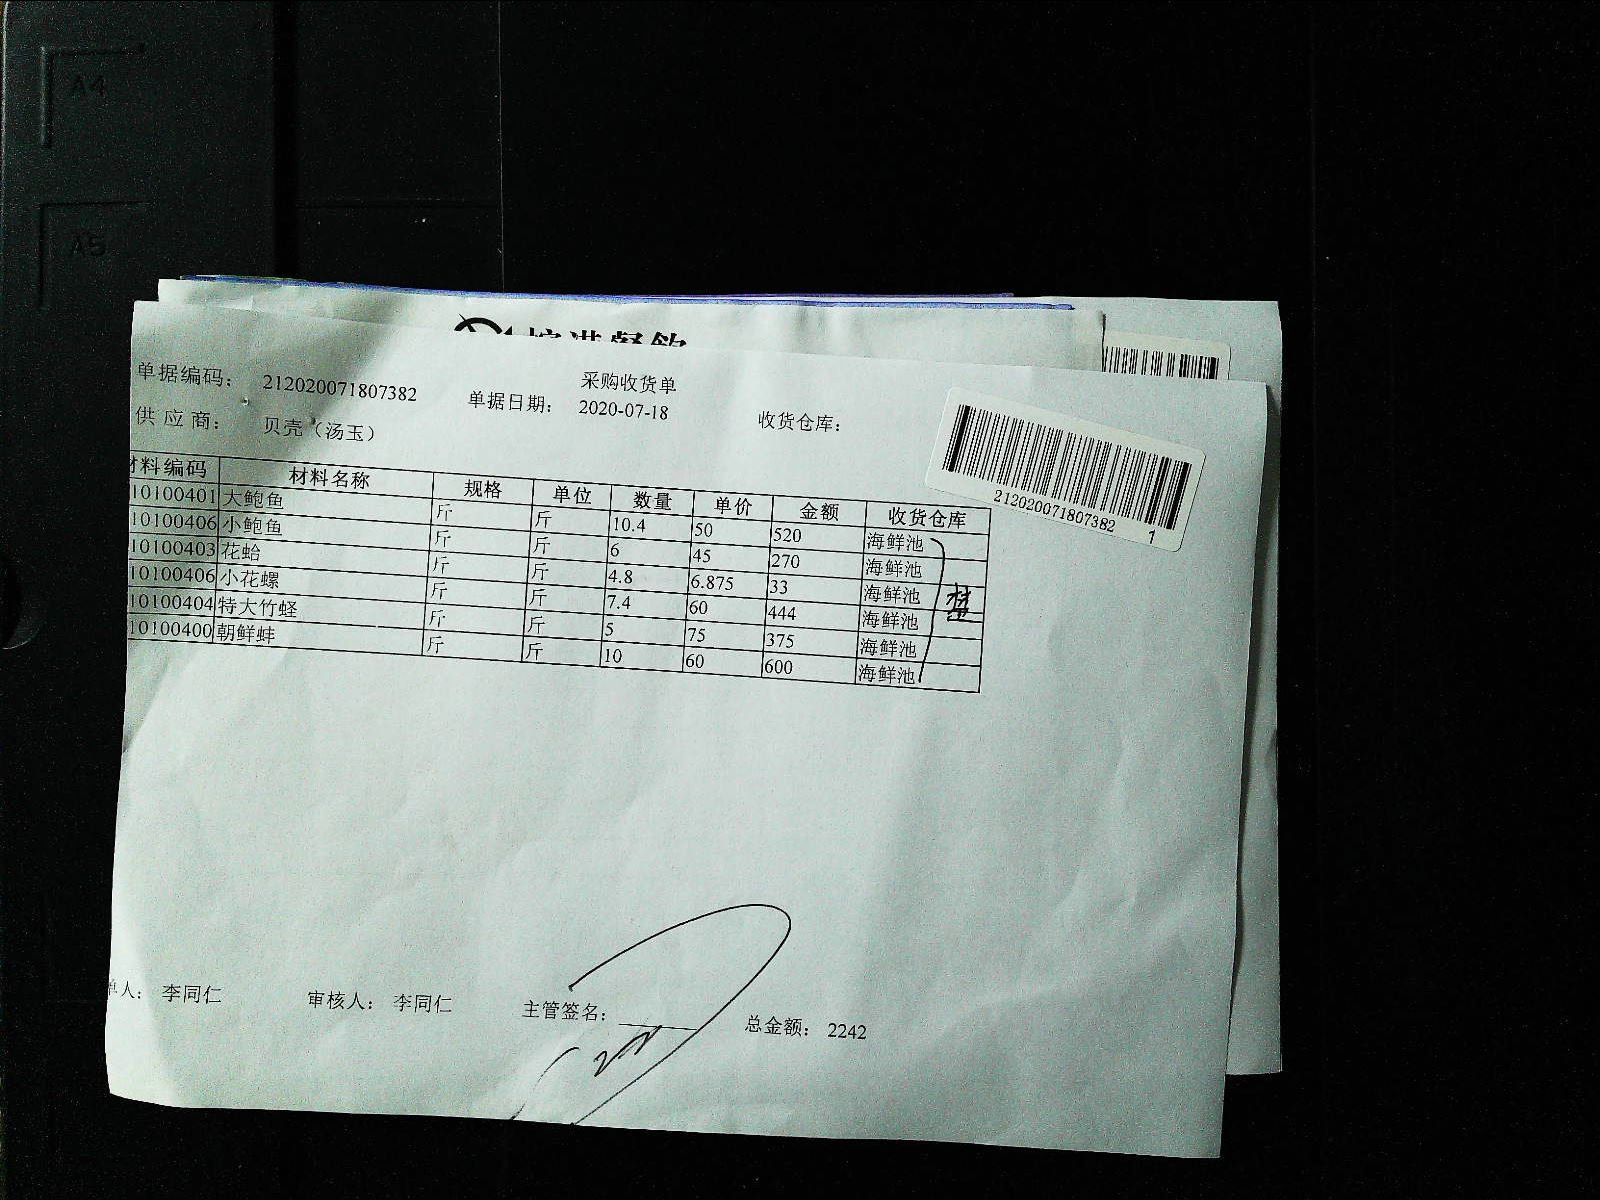 A4
A5
采购收货单
单据编码： 212020071807382 单据日期： 2020-07-18 收货仓库：
供应商： 贝壳（汤玉）
212020071807382 1
材料编码 材料名称 规格 单位 数量 单价 金额 收货仓库
10100401 大鲍鱼 斤 斤 10.4 50 520 海鲜池
10100406 小鲍鱼 斤 斤 6 45 270 海鲜池
10100403 花蛤 斤 斤 4.8 6.875 33 海鲜池
10100406 小花螺 斤 斤 7.4 60 444 海鲜池
10100404 特大竹蛏 斤 斤 5 75 375 海鲜池
10100400 朝鲜蚌 斤 斤 10 60 600 海鲜池
单人： 李同仁 审核人： 李同仁 主管签名： 总金额： 2242